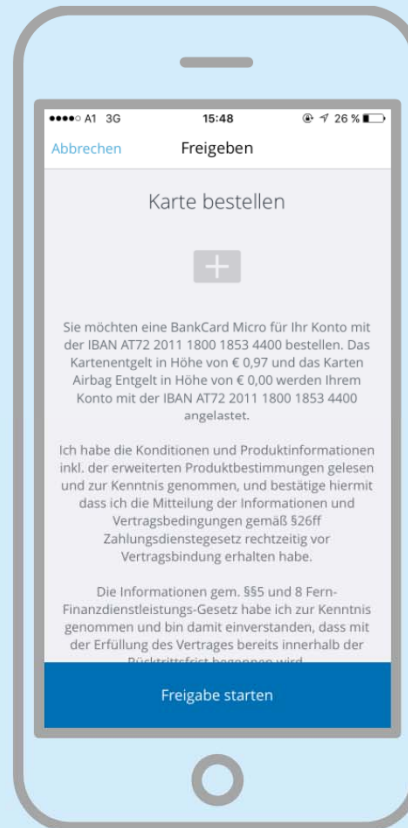 A1 3G 15:48 26 %
Abbrechen Freigeben
Karte bestellen
Sie möchten eine BankCard Micro für Ihr Konto mit
der IBAN AT72 2011 1800 1853 4400 bestellen. Das
Kartenentgelt in Höhe von € 0,97 und das Karten
Airbag Entgelt in Höhe von € 0,00 werden Ihrem
Konto mit der IBAN AT72 2011 1800 1853 4400
angelastet.
Ich habe die Konditionen und Produktinformationen
inkl. der erweiterten Produktbestimmungen gelesen
und zur Kenntnis genommen, und bestätige hiermit
dass ich die Mitteilung der Informationen und
Vertragsbedingungen gemäß §26ff
Zahlungsdienstegesetz rechtzeitig vor
Vertragsbindung erhalten habe.
Die Informationen gem. §§5 und 8 Fern-
Finanzdienstleistungs-Gesetz habe ich zur Kenntnis
genommen und bin damit einverstanden, dass mit
der Erfüllung des Vertrages bereits innerhalb der
Rücktrittsfrist begonnen wird
Freigabe starten